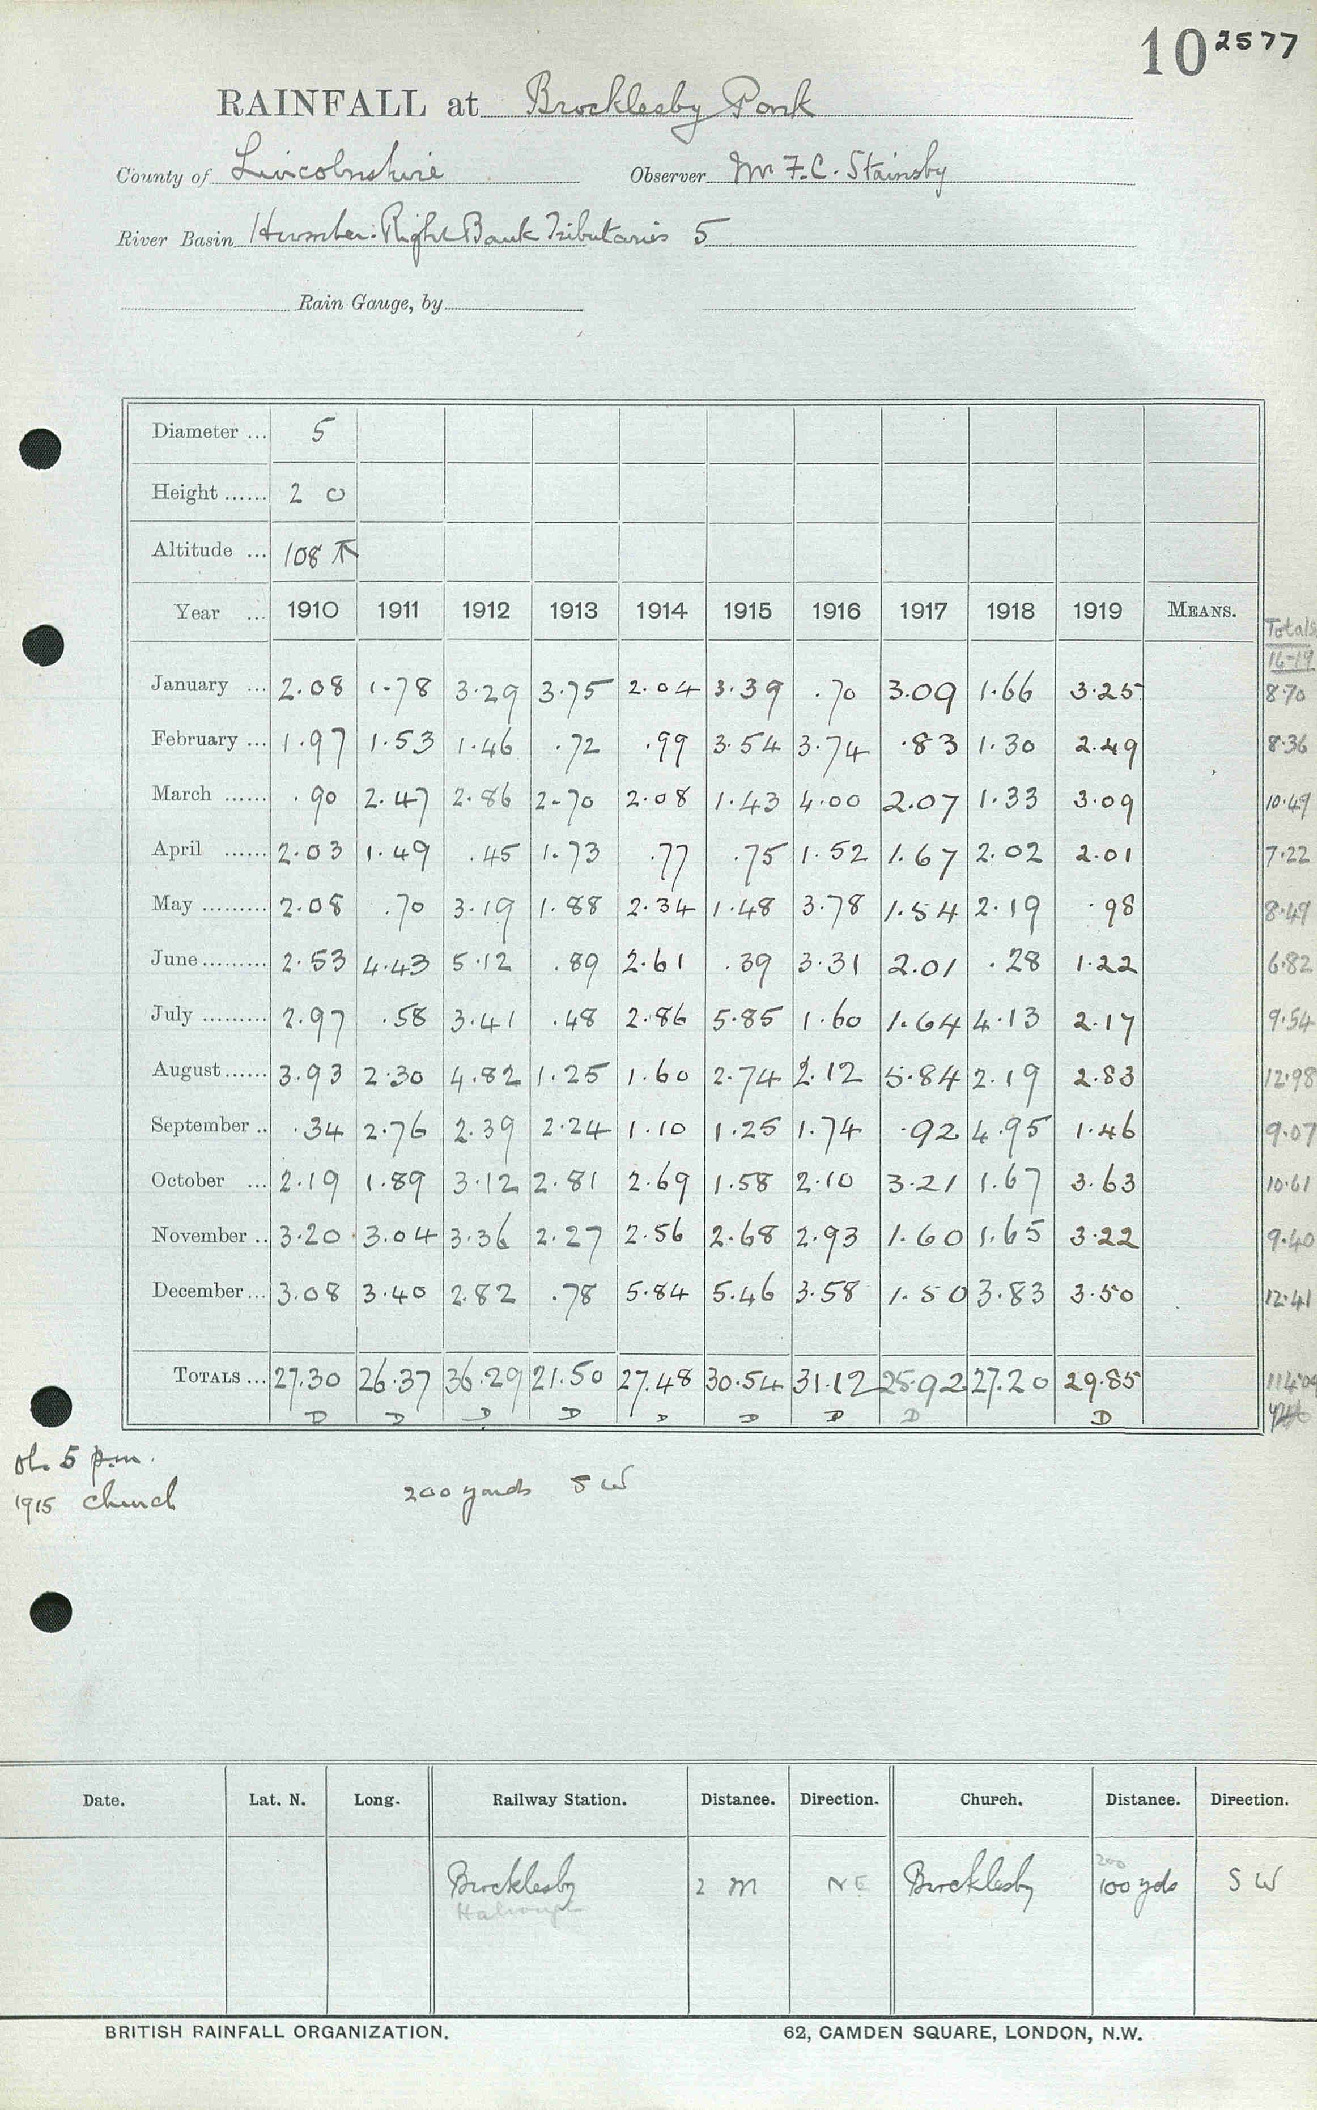 10 2577
RAINFALL at Brocklesby Park
County of Lincolnshire Observer Mr F.C. Stainsby
River Basin Humber. Right Bank Tributaries 5
Rain Gauge, by
Diameter ... 5
Height ...... 2 0
Altitude ... 108
Year ... 1910 1911 1912 1913 1914 1915 1916 1917 1918 1919 MEANS. Totals
16-19
January ... 2.08 1.78 3.29 3.75 2.04 3.39 .70 3.09 1.66 3.25 8.70
February ... 1.97 1.53 1.46 .72 .99 3.54 3.74 .83 1.30 2.49 8.36
March ...... .90 2.47 2.86 2.70 2.08 1.43 4.00 2.07 1.33 3.09 10.49
April ...... 2.03 1.49 .45 1.73 .77 .75 1.52 1.67 2.02 2.01 7.22
May ......... 2.08 .70 3.19 1.88 2.34 1.48 3.78 1.54 2.19 .98 8.49
June ......... 2.53 4.43 5.12 .89 2.61 .39 3.31 2.01 .28 1.22 6.82
July ......... 2.97 .58 3.41 .48 2.86 5.85 1.60 1.64 4.13 2.17 9.54
August ...... 3.93 2.30 4.82 1.25 1.60 2.74 2.12 5.84 2.19 2.83 12.98
September .. .34 2.76 2.39 2.24 1.10 1.25 1.74 .92 4.95 1.46 9.07
October ... 2.19 1.89 3.12 2.81 2.69 1.58 2.10 3.21 1.67 3.63 10.61
November .. 3.20 3.04 3.36 2.27 2.56 2.68 2.93 1.60 1.65 3.22 9.40
December ... 3.08 3.40 2.82 .78 5.84 5.46 3.58 1.50 3.83 3.50 12.41
TOTALS ... 27.30 26.37 36.29 21.50 27.48 30.54 31.12 25.92 27.20 29.85 114.09
D D D D D D D D D
5 p.m.
1915 church 200 yards S W
Date. Lat. N. Long. Railway Station. Distance. Direction. Church. Distance. Direction.
200
Brocklesby 2 m NE Brocklesby 100 yds S W
BRITISH RAINFALL ORGANIZATION. 62, CAMDEN SQUARE, LONDON, N.W.